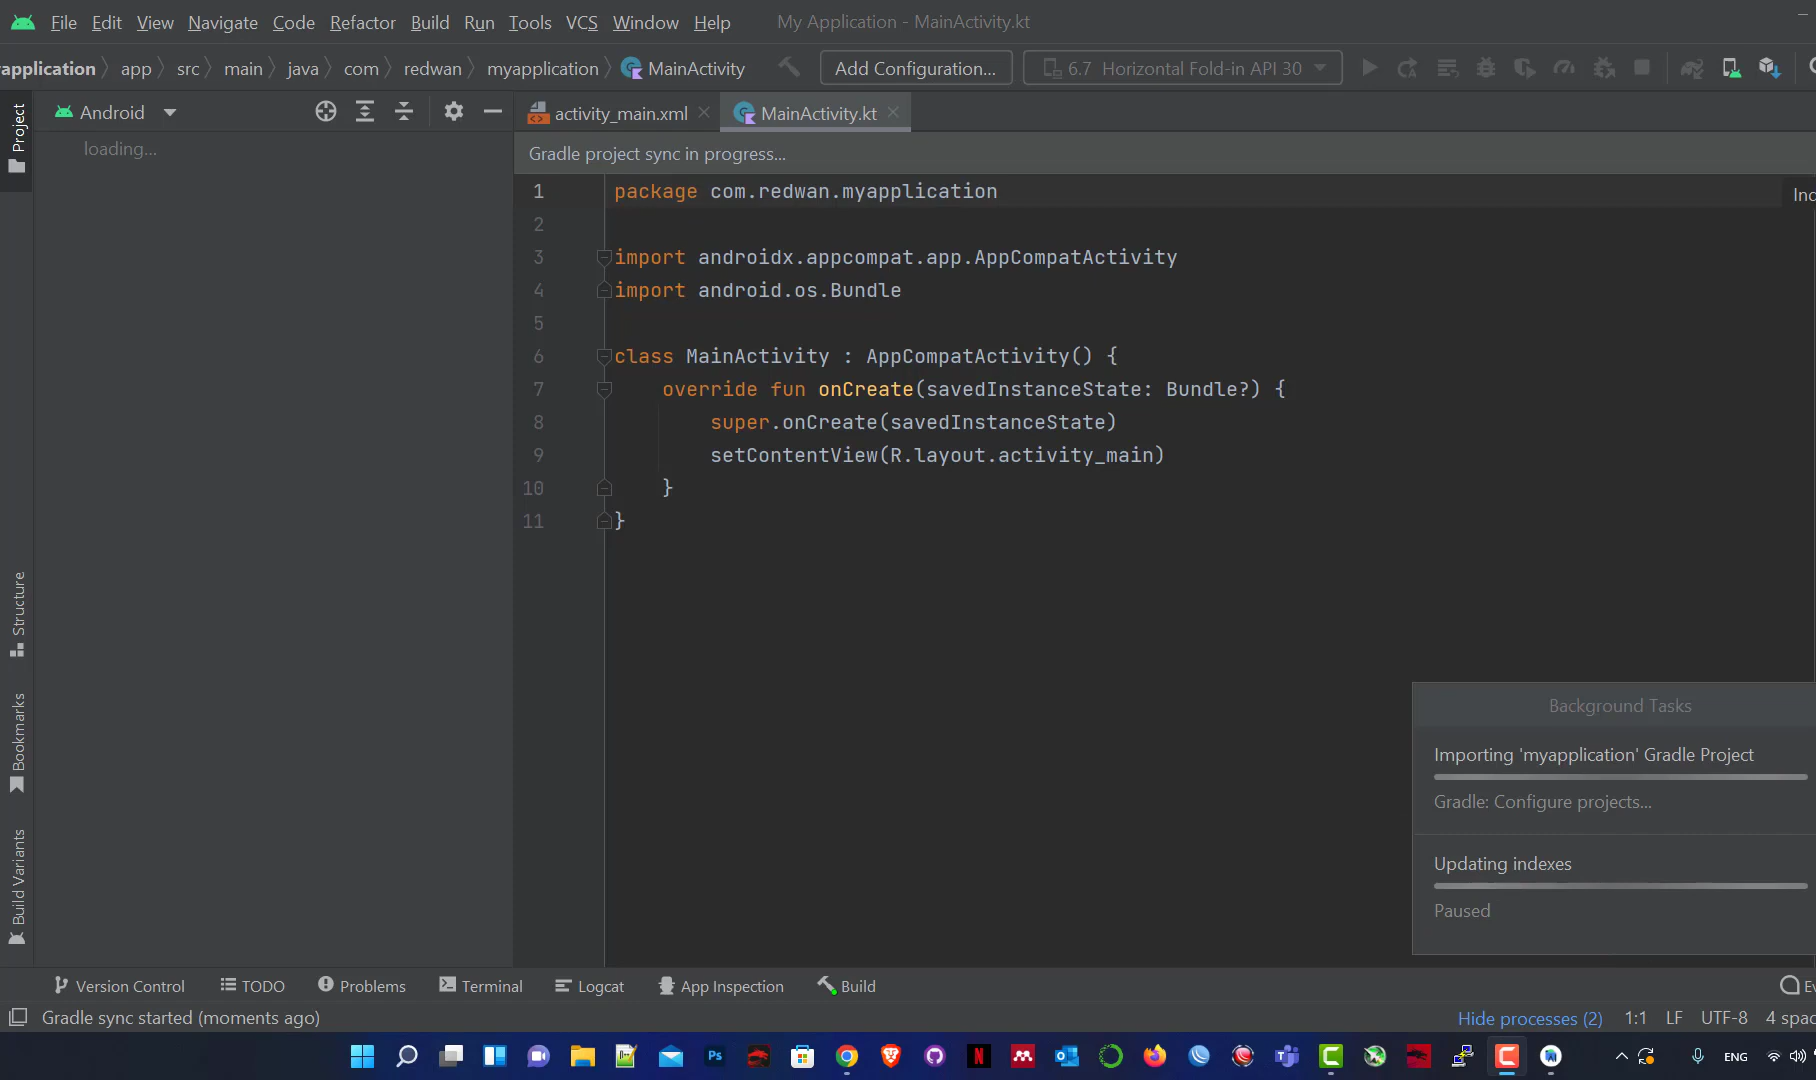 File Edit View Navigate Code Refactor Build Run Tools VCS Window Help My Application - MainActivity.kt
application app src main java com redwan myapplication MainActivity Add Configuration... 6.7 Horizontal Fold-in API 30
Project
Android
activity_main.xml
MainActivity.kt
loading...
Gradle project sync in progress...
1 package com.redwan.myapplication
2
3 import androidx.appcompat.app.AppCompatActivity
4 import android.os.Bundle
5
6 class MainActivity : AppCompatActivity() {
7 override fun onCreate(savedInstanceState: Bundle?) {
8 super.onCreate(savedInstanceState)
9 setContentView(R.layout.activity_main)
10 }
11 }
Structure
Bookmarks
Build Variants
Background Tasks
Importing 'myapplication' Gradle Project
Gradle: Configure projects...
Updating indexes
Paused
Version Control TODO Problems Terminal Logcat App Inspection Build
Gradle sync started (moments ago)
Hide processes (2) 1:1 LF UTF-8 4 spac
Ps
N
ENG